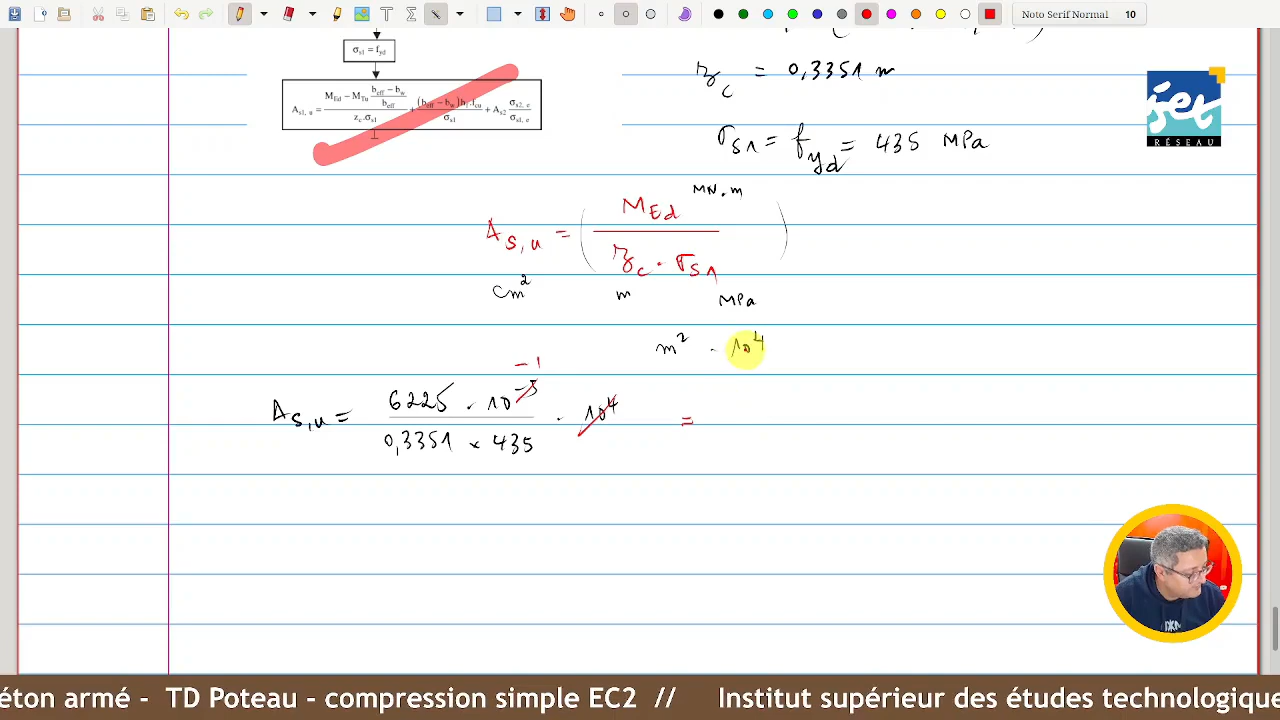 Noto Serif Normal 10
σs1 = fyd
As1, u = (MEd – MTu (beff – bw)/beff)/(zc.σs1) + (beff – bw)hf.fcu/σs1 + As2 σs2, e/σs1, e
zc = 0,3351 m
σs1 = fyd = 435 MPa
ISET
RÉSEAU
MN.m
As,u = (MEd / (zc . σs1))
cm² m MPa
m² . 10⁴
-1
As,u = (6225 . 10⁻⁵)/(0,3351 × 435) . 10⁴ =
éton armé - TD Poteau - compression simple EC2 // Institut supérieur des études technologique